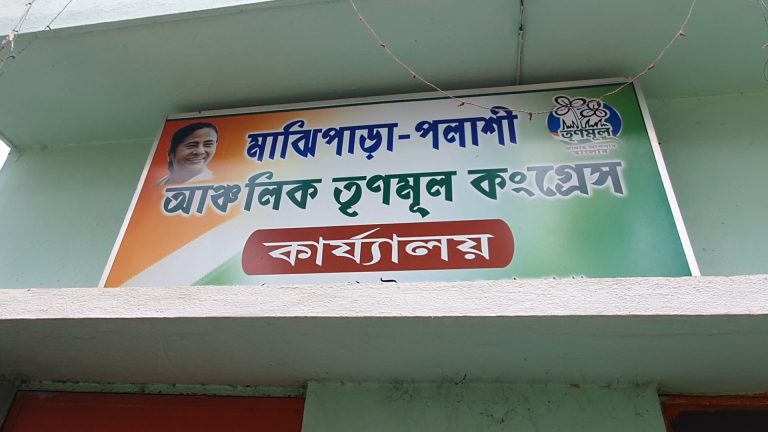 মাঝিপাড়া-পলাশী
তৃণমূল
আঞ্চলিক তৃণমূল কংগ্রেস
কার্য্যালয়